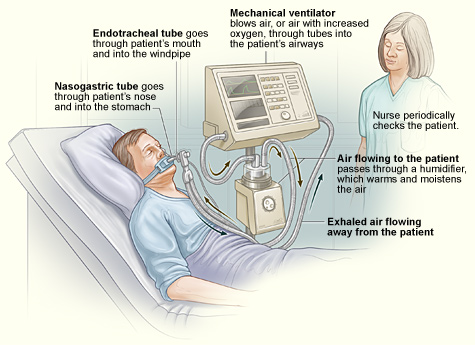 Mechanical ventilator
blows air, or air with increased
oxygen, through tubes into
the patient's airways
Endotracheal tube goes
through patient's mouth
and into the windpipe
Nasogastric tube goes
through patient's nose
and into the stomach
Nurse periodically
checks the patient.
Air flowing to the patient
passes through a humidifier,
which warms and moistens
the air
Exhaled air flowing
away from the patient